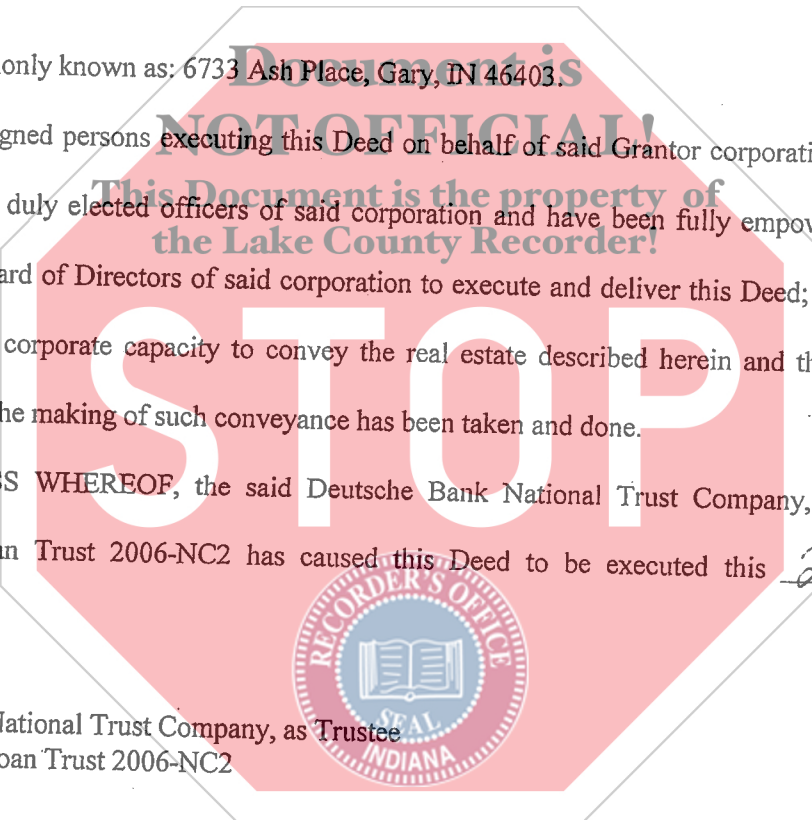 only known as: 6733 Ash Place, Gary, IN 46403.
Document is
gned persons executing this Deed on behalf of said Grantor corporati
NOT OFFICIAL!
duly elected officers of said corporation and have been fully empow
This Document is the property of
the Lake County Recorder!
ard of Directors of said corporation to execute and deliver this Deed;
corporate capacity to convey the real estate described herein and th
he making of such conveyance has been taken and done.
STOP
S WHEREOF, the said Deutsche Bank National Trust Company,
an Trust 2006-NC2 has caused this Deed to be executed this
RECORDER'S OFFICE
SEAL
INDIANA
National Trust Company, as Trustee
oan Trust 2006-NC2